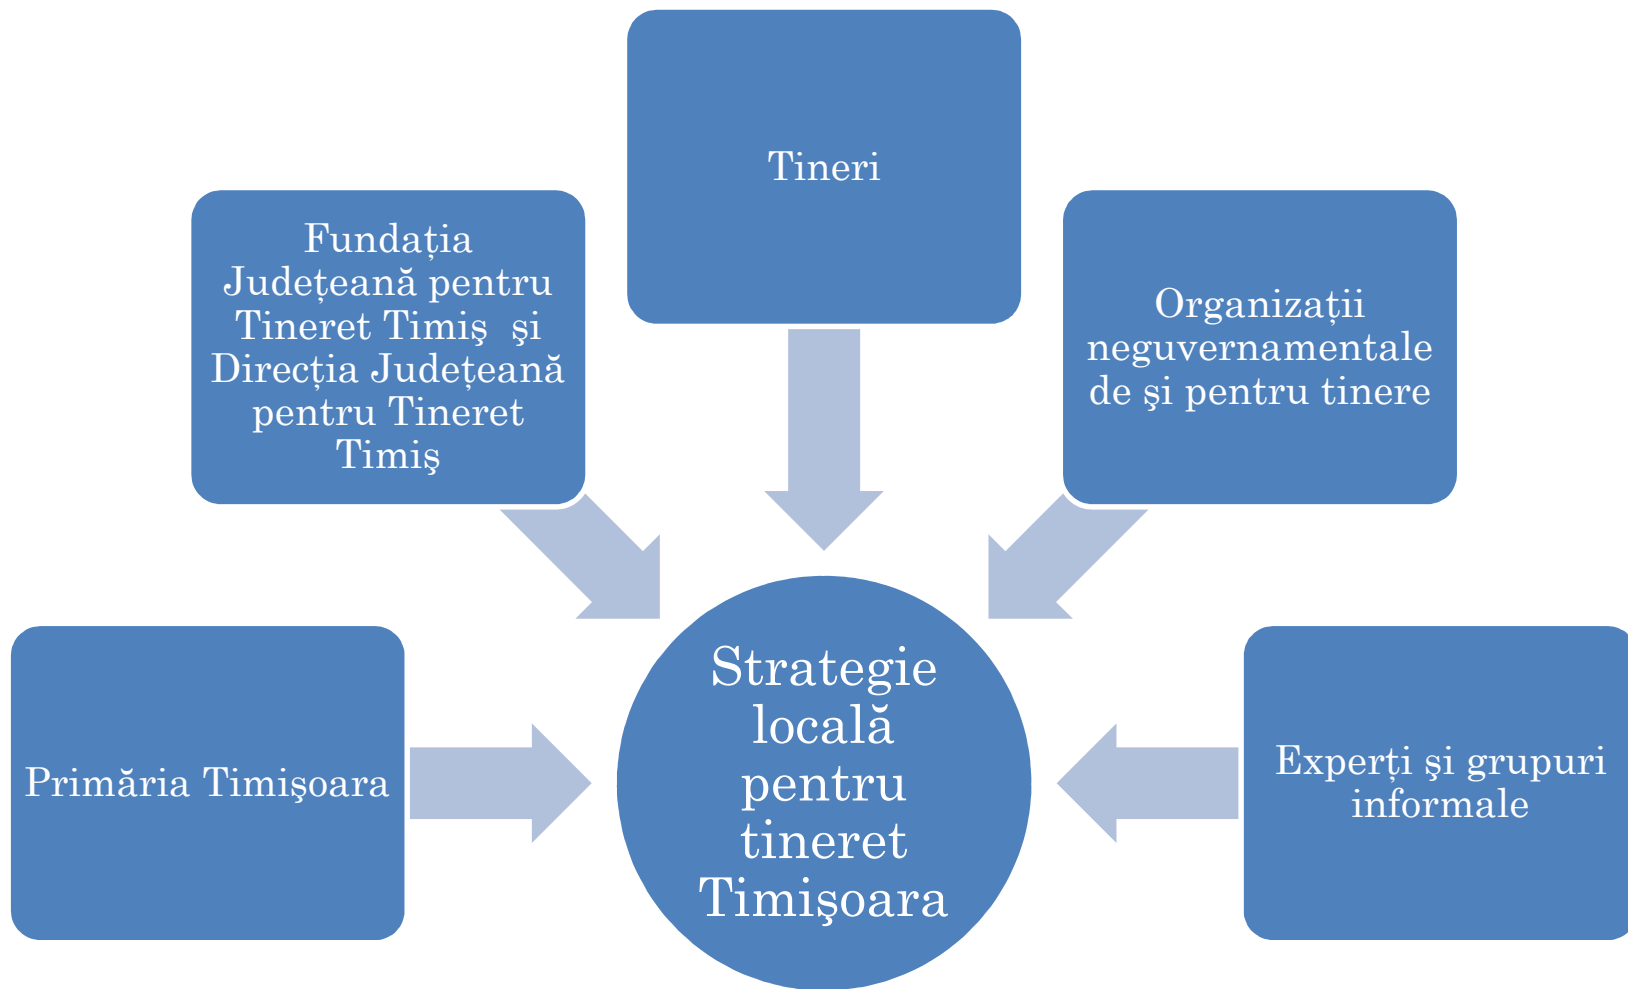 Tineri
Fundația
Județeană pentru
Tineret Timiş  şi
Direcția Județeană
pentru Tineret
Timiş
Organizații
neguvernamentale
de şi pentru tinere
Primăria Timişoara
Strategie
locală
pentru
tineret
Timişoara
Experți şi grupuri
informale